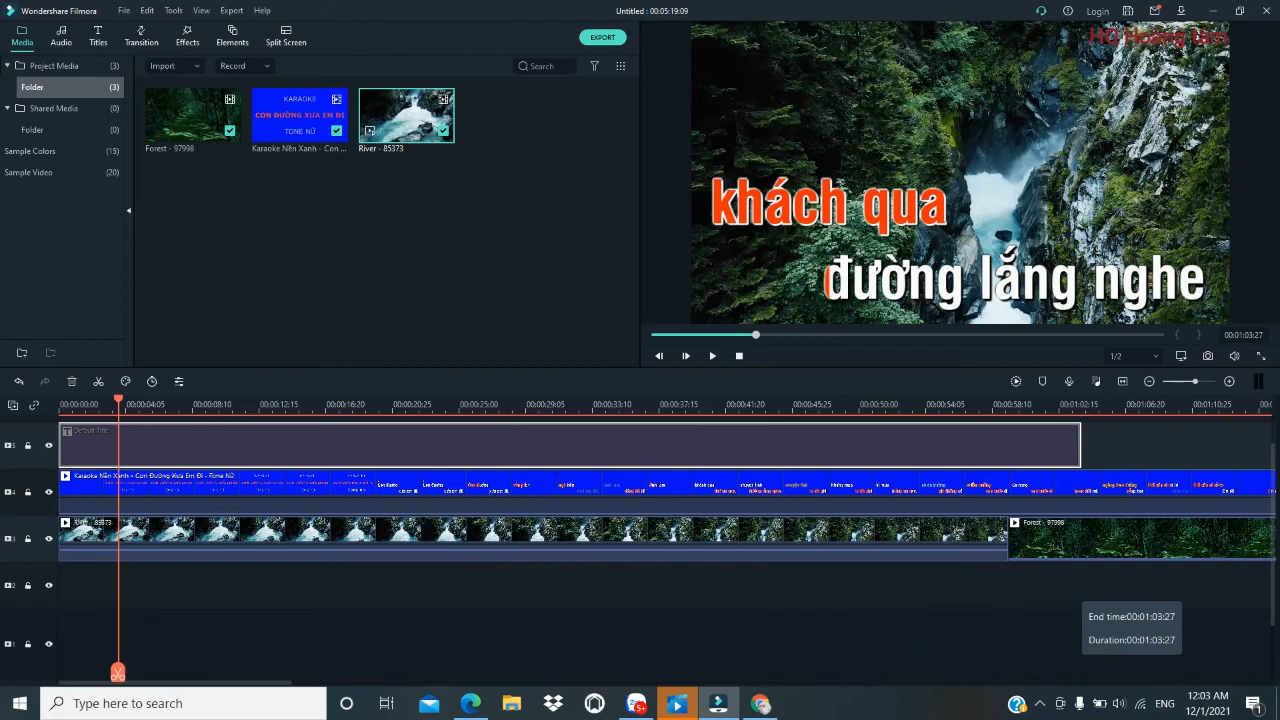 Wondershare Filmora File Edit Tools View Export Help Untitled : 00:05:19:09 Login
Media Audio Titles Transition Effects Elements Split Screen EXPORT
Project Media (3) Import Record Search
Folder (3)
Shared Media (0)
Folder (0)
Sample Colors (15)
Sample Video (20)
KARAOKE
CON ĐƯỜNG XƯA EM ĐI
TONE NỮ
Forest - 97998 Karaoke Nền Xanh - Con ... River - 85373
HQ Hoàng Lam
khách qua
đường lắng nghe
00:01:03:27
1/2
00:00:00:00 00:00:04:05 00:00:08:10 00:00:12:15 00:00:16:20 00:00:20:25 00:00:25:00 00:00:29:05 00:00:33:10 00:00:37:15 00:00:41:20 00:00:45:25 00:00:50:00 00:00:54:05 00:00:58:10 00:01:02:15 00:01:06:20 00:01:10:25
Default Title
5
Karaoke Nền Xanh - Con Đường Xưa Em Đi - Tone Nữ
4
85373 Forest - 97998
3
2
1
End time:00:01:03:27
Duration:00:01:03:27
Type here to search 5+ ENG 12:03 AM
12/1/2021 1